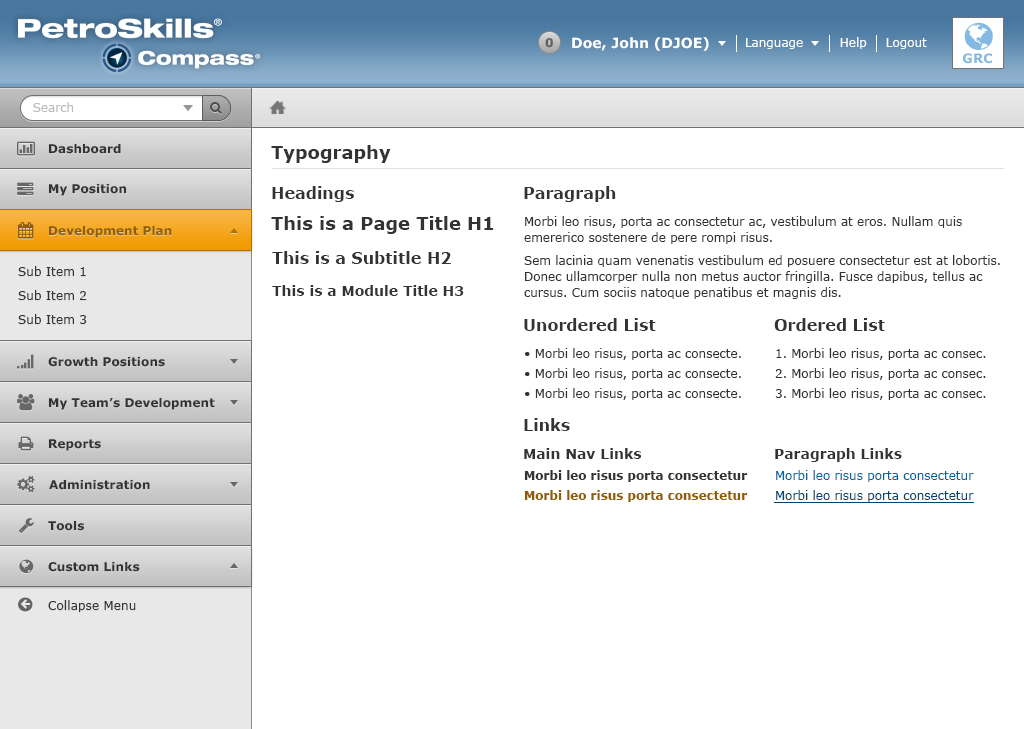 PetroSkills®
Compass®
0 Doe, John (DJOE) Language Help Logout
GRC
Search
Dashboard
My Position
Development Plan
Sub Item 1
Sub Item 2
Sub Item 3
Growth Positions
My Team’s Development
Reports
Administration
Tools
Custom Links
Collapse Menu
Typography
Headings
This is a Page Title H1
This is a Subtitle H2
This is a Module Title H3
Paragraph
Morbi leo risus, porta ac consectetur ac, vestibulum at eros. Nullam quis
emererico sostenere de pere rompi risus.
Sem lacinia quam venenatis vestibulum ed posuere consectetur est at lobortis.
Donec ullamcorper nulla non metus auctor fringilla. Fusce dapibus, tellus ac
cursus. Cum sociis natoque penatibus et magnis dis.
Unordered List
• Morbi leo risus, porta ac consecte.
• Morbi leo risus, porta ac consecte.
• Morbi leo risus, porta ac consecte.
Ordered List
1. Morbi leo risus, porta ac consec.
2. Morbi leo risus, porta ac consec.
3. Morbi leo risus, porta ac consec.
Links
Main Nav Links
Morbi leo risus porta consectetur
Morbi leo risus porta consectetur
Paragraph Links
Morbi leo risus porta consectetur
Morbi leo risus porta consectetur